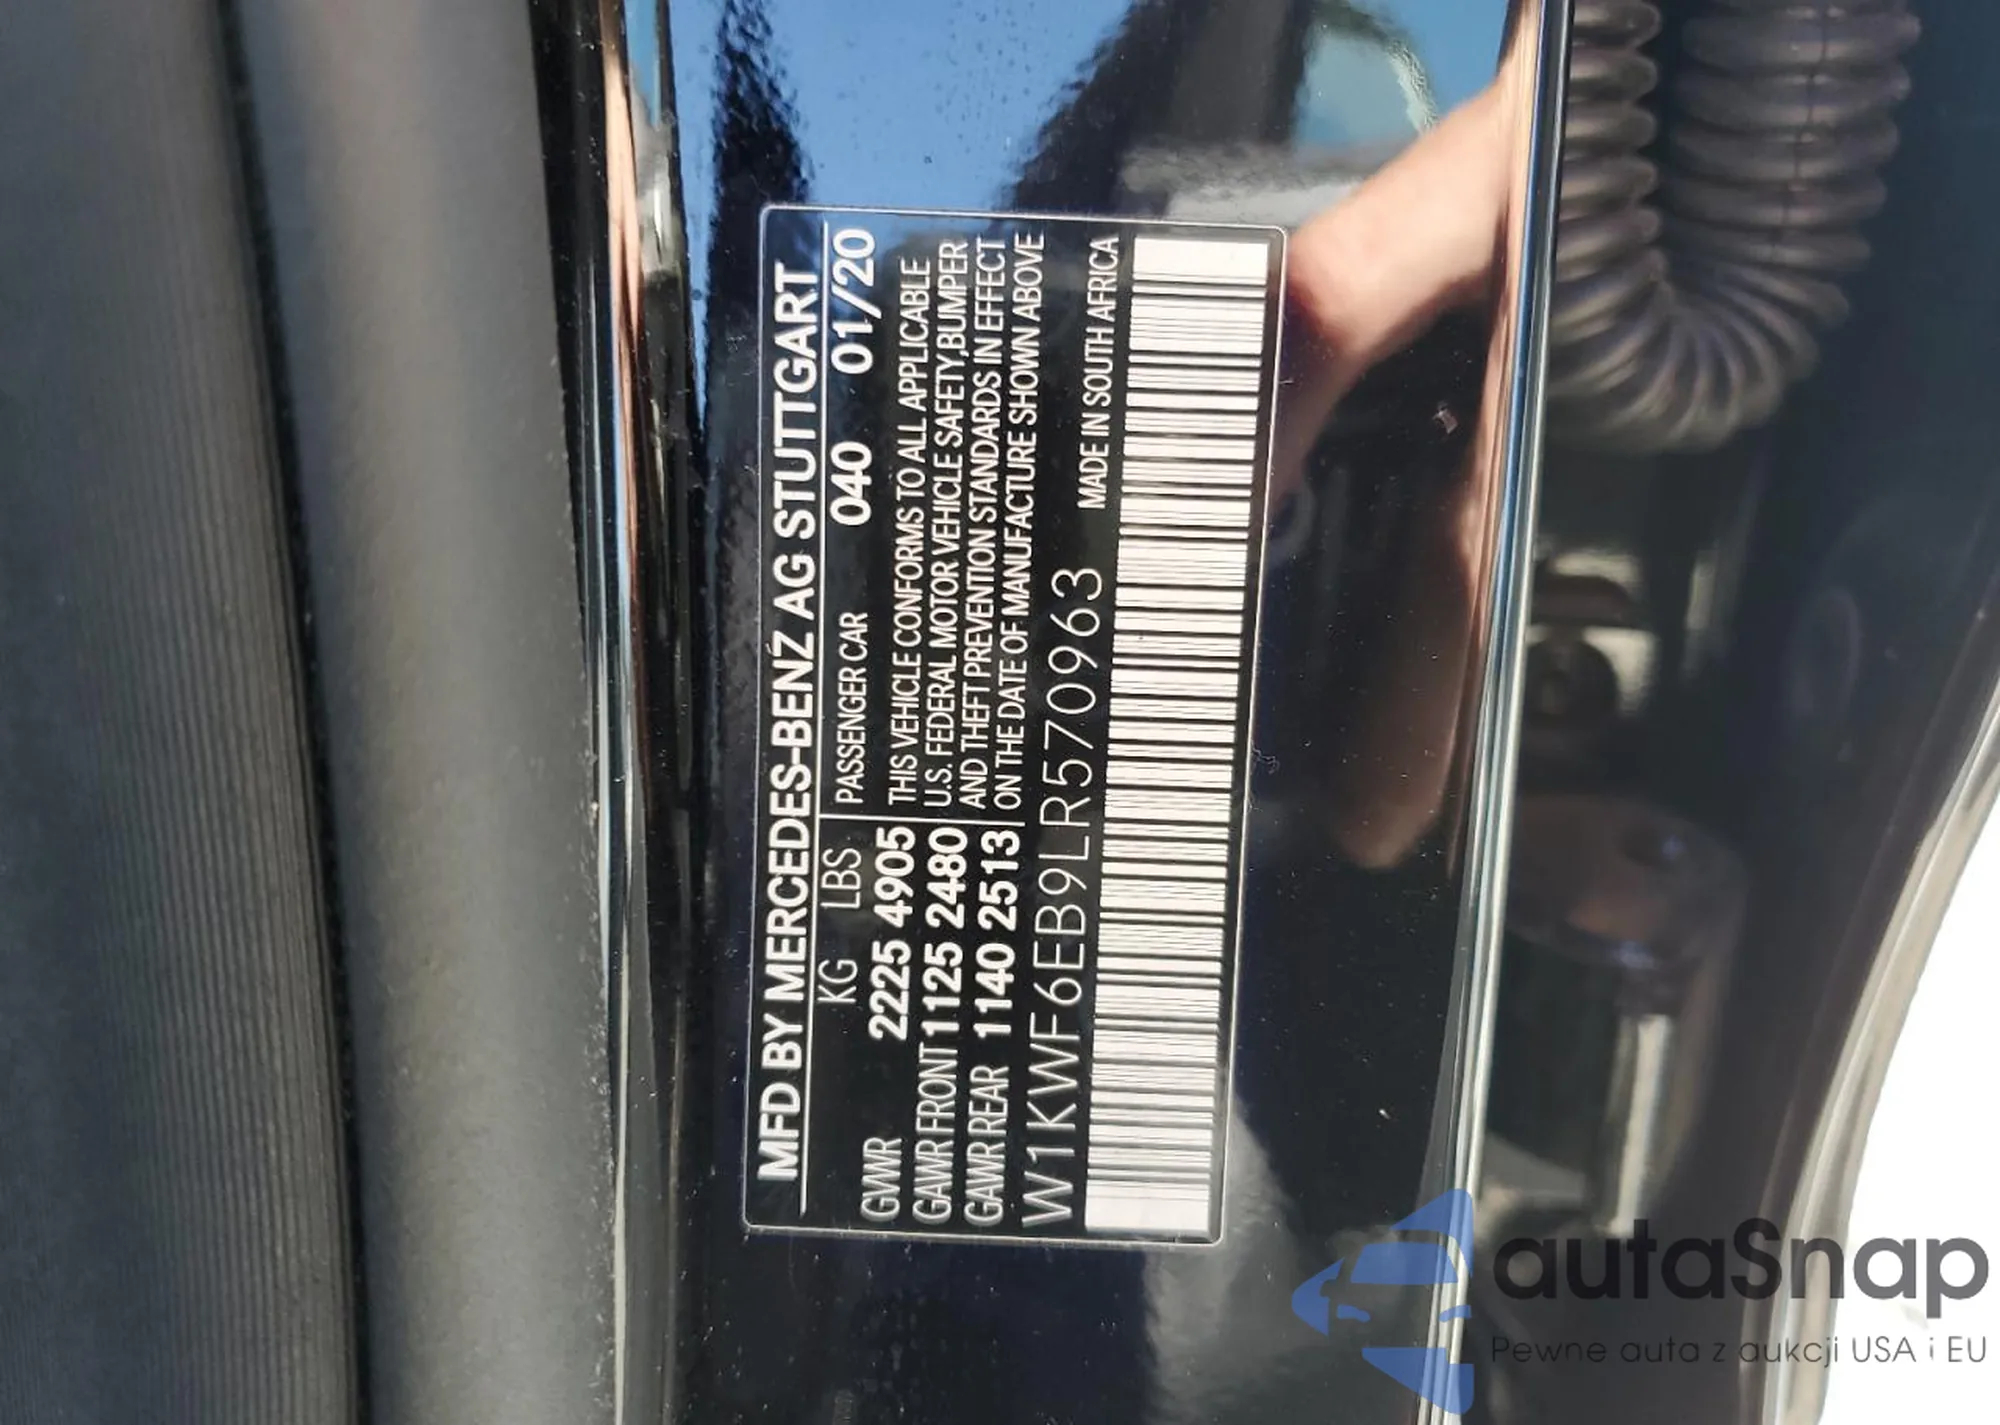 MFD BY MERCEDES-BENZ AG STUTTGART
KG LBS PASSENGER CAR 040 01/20
GVWR 2225 4905 THIS VEHICLE CONFORMS TO ALL APPLICABLE
GAWR FRONT 1125 2480 U.S. FEDERAL MOTOR VEHICLE SAFETY,BUMPER
GAWR REAR 1140 2513 AND THEFT PREVENTION STANDARDS IN EFFECT
ON THE DATE OF MANUFACTURE SHOWN ABOVE
W1KWF6EB9LR570963 MADE IN SOUTH AFRICA
autaSnap
Pewne auta z aukcji USA i EU